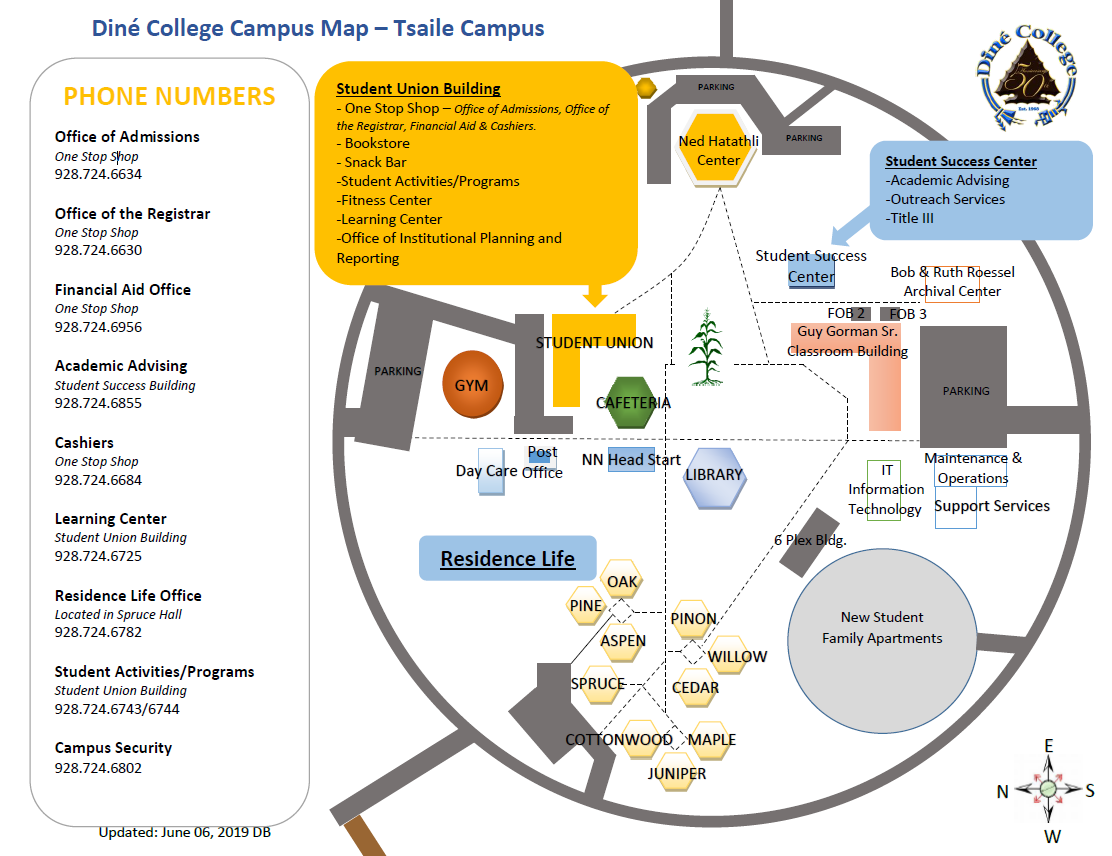 Diné College Campus Map – Tsaile Campus
PHONE NUMBERS
Office of Admissions
One Stop Shop
928.724.6634
Office of the Registrar
One Stop Shop
928.724.6630
Financial Aid Office
One Stop Shop
928.724.6956
Academic Advising
Student Success Building
928.724.6855
Cashiers
One Stop Shop
928.724.6684
Learning Center
Student Union Building
928.724.6725
Residence Life Office
Located in Spruce Hall
928.724.6782
Student Activities/Programs
Student Union Building
928.724.6743/6744
Campus Security
928.724.6802
Updated: June 06, 2019 DB
Student Union Building
- One Stop Shop – Office of Admissions, Office of
the Registrar, Financial Aid & Cashiers.
- Bookstore
- Snack Bar
-Student Activities/Programs
-Fitness Center
-Learning Center
-Office of Institutional Planning and
Reporting
PARKING
PARKING
Ned Hatathli
Center
Diné College
50
Est. 1968
Student Success Center
-Academic Advising
-Outreach Services
-Title III
Student Success
Center
Bob & Ruth Roessel
Archival Center
FOB 2
FOB 3
Guy Gorman Sr.
Classroom Building
PARKING
PARKING
GYM
STUDENT UNION
CAFETERIA
Day Care
Post
Office
NN Head Start
LIBRARY
IT
Information
Technology
Maintenance &
Operations
Support Services
6 Plex Bldg.
New Student
Family Apartments
Residence Life
OAK
PINE
ASPEN
PINON
WILLOW
CEDAR
SPRUCE
COTTONWOOD
MAPLE
JUNIPER
E
N
S
W